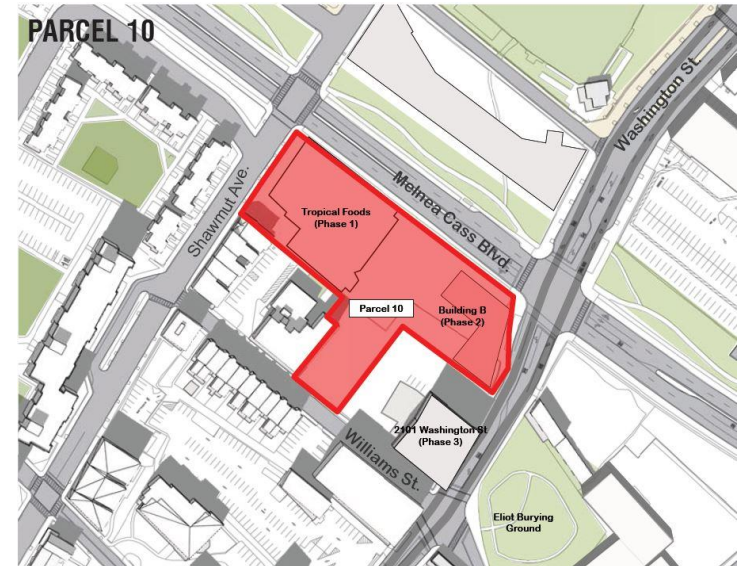 PARCEL 10
Washington St.
Shawmut Ave.
Melnea Cass Blvd.
Tropical Foods
(Phase 1)
Parcel 10
Building B
(Phase 2)
2101 Washington St
(Phase 3)
Williams St.
Eliot Burying
Ground